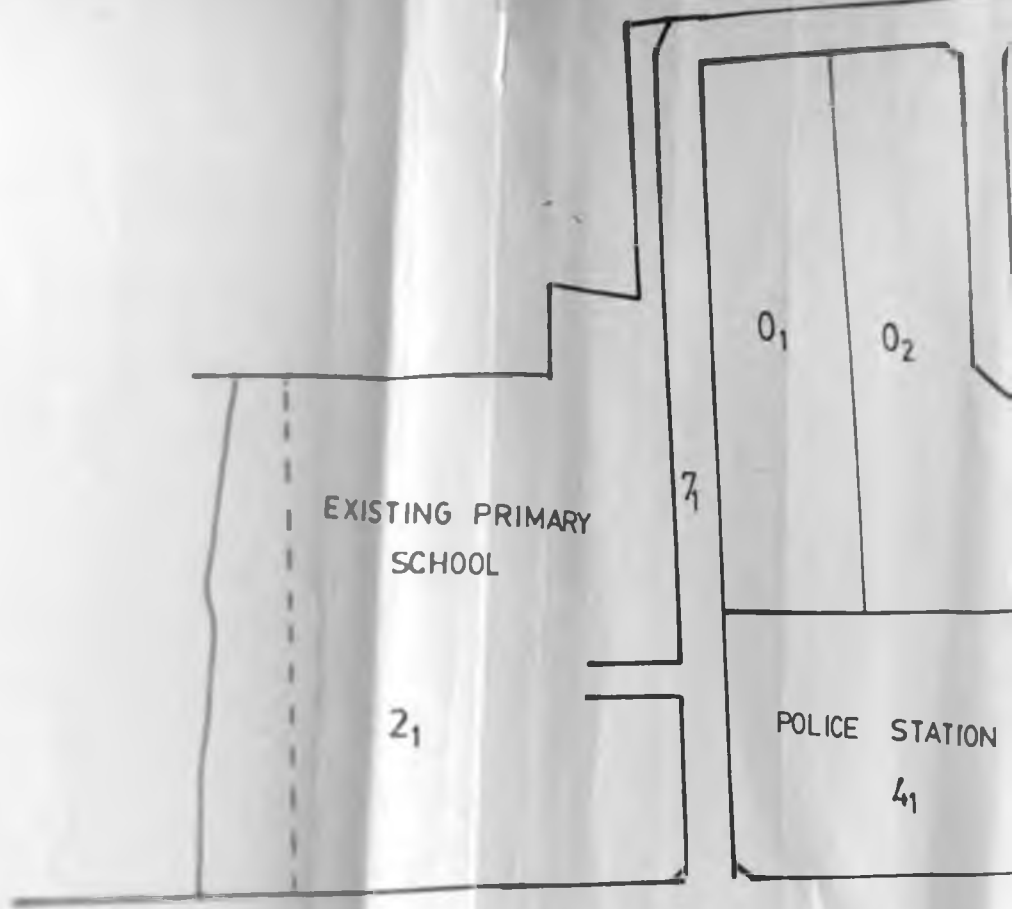 0₁
0₂
7₁
EXISTING PRIMARY
SCHOOL
2₁
POLICE STATION
4₁